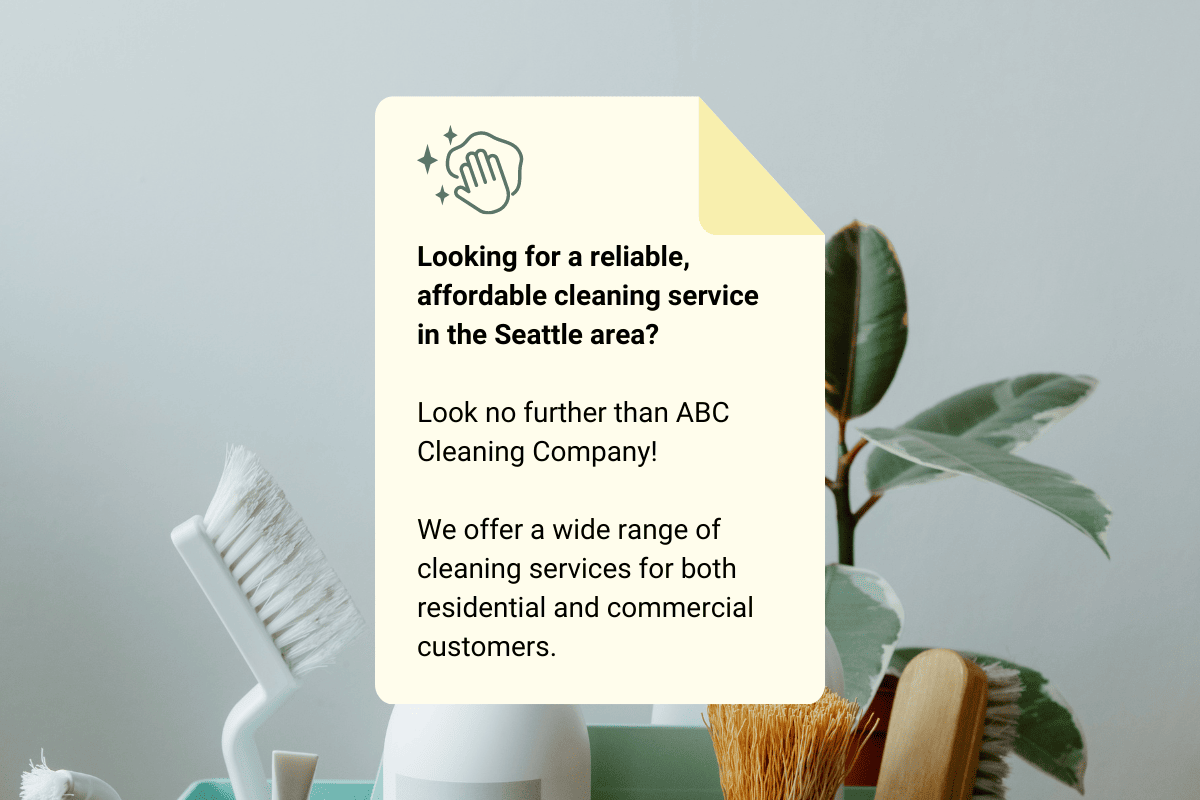 Looking for a reliable,
affordable cleaning service
in the Seattle area?
Look no further than ABC
Cleaning Company!
We offer a wide range of
cleaning services for both
residential and commercial
customers.